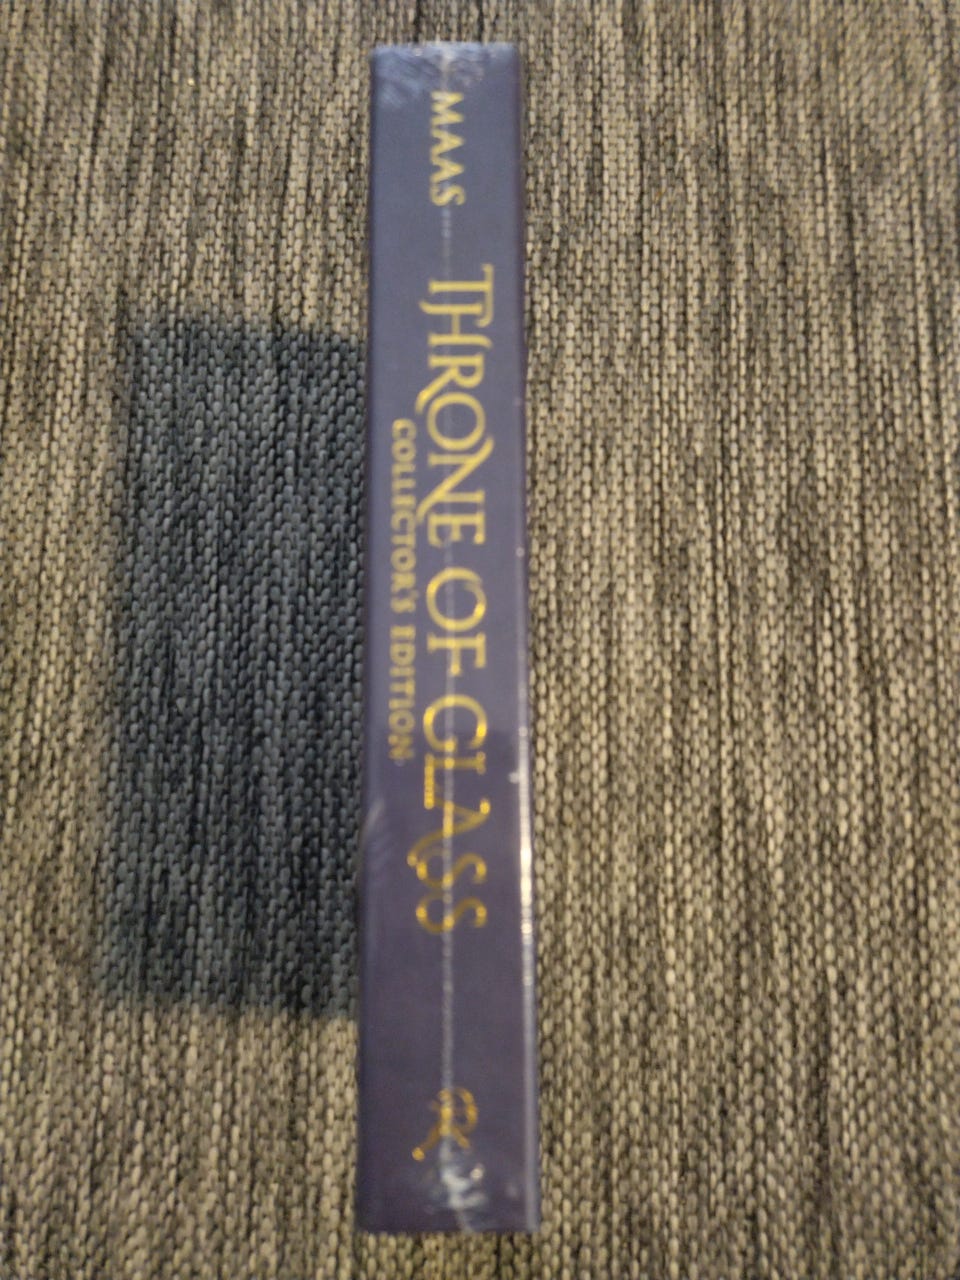 MAAS
THRONE OF GLASS
COLLECTOR'S EDITION